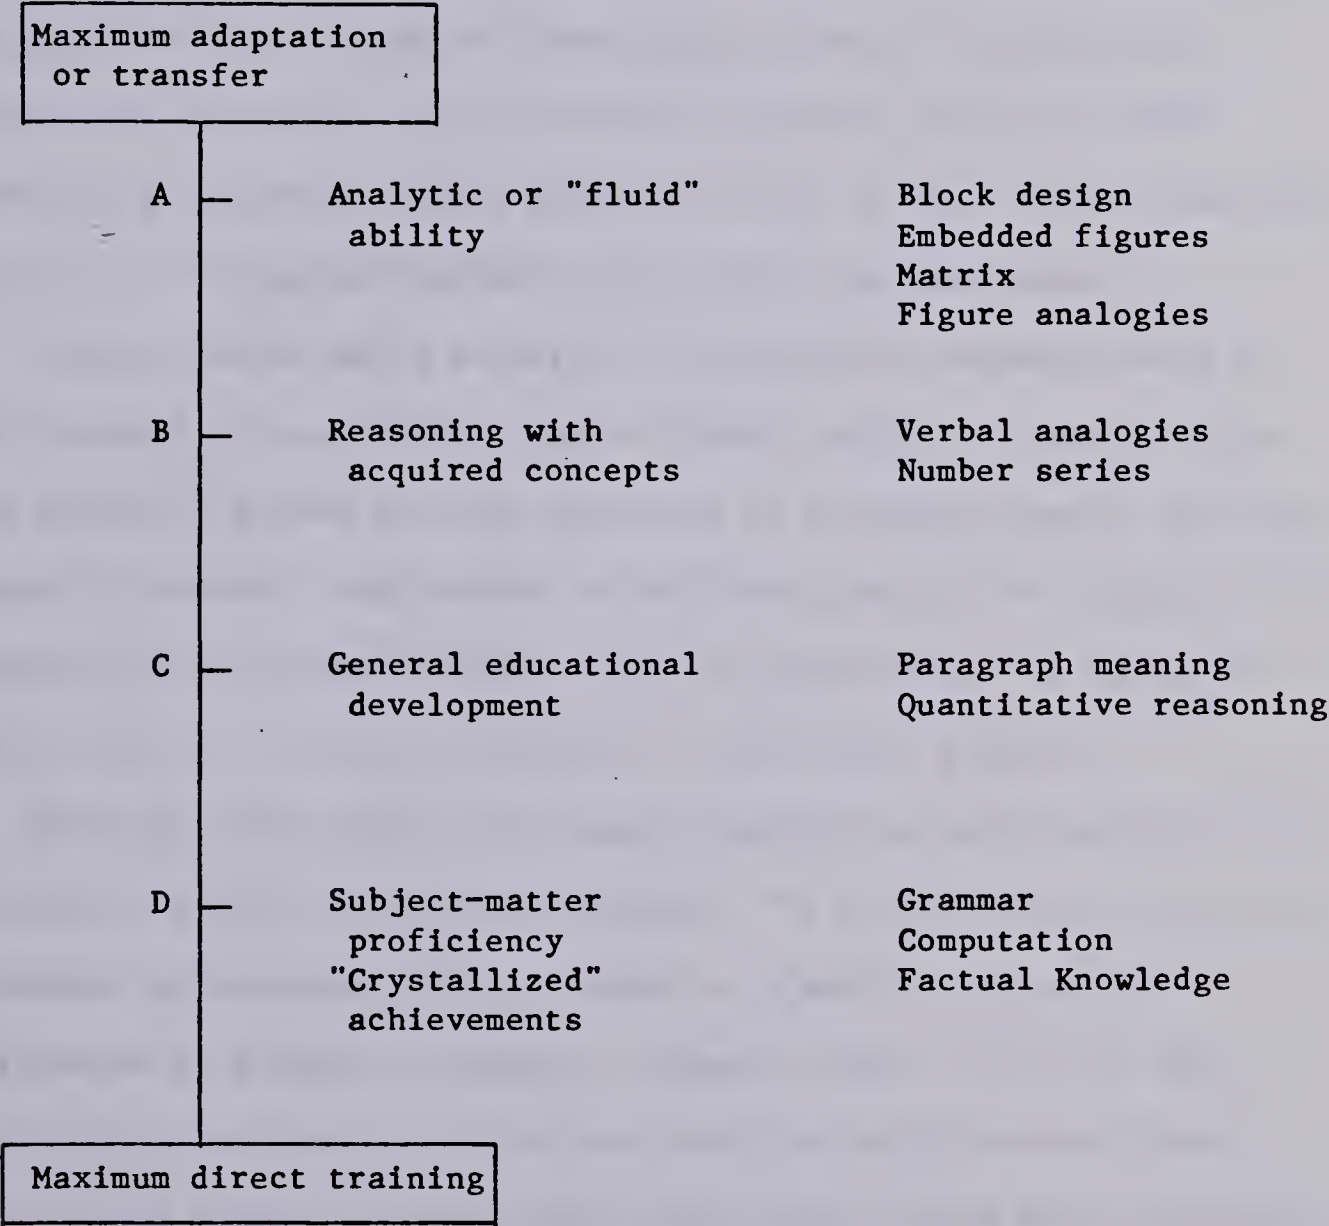 Maximum adaptation
or transfer
A
Analytic or "fluid"
ability
Block design
Embedded figures
Matrix
Figure analogies
B
Reasoning with
acquired concepts
Verbal analogies
Number series
C
General educational
development
Paragraph meaning
Quantitative reasoning
D
Subject-matter
proficiency
"Crystallized"
achievements
Grammar
Computation
Factual Knowledge
Maximum direct training